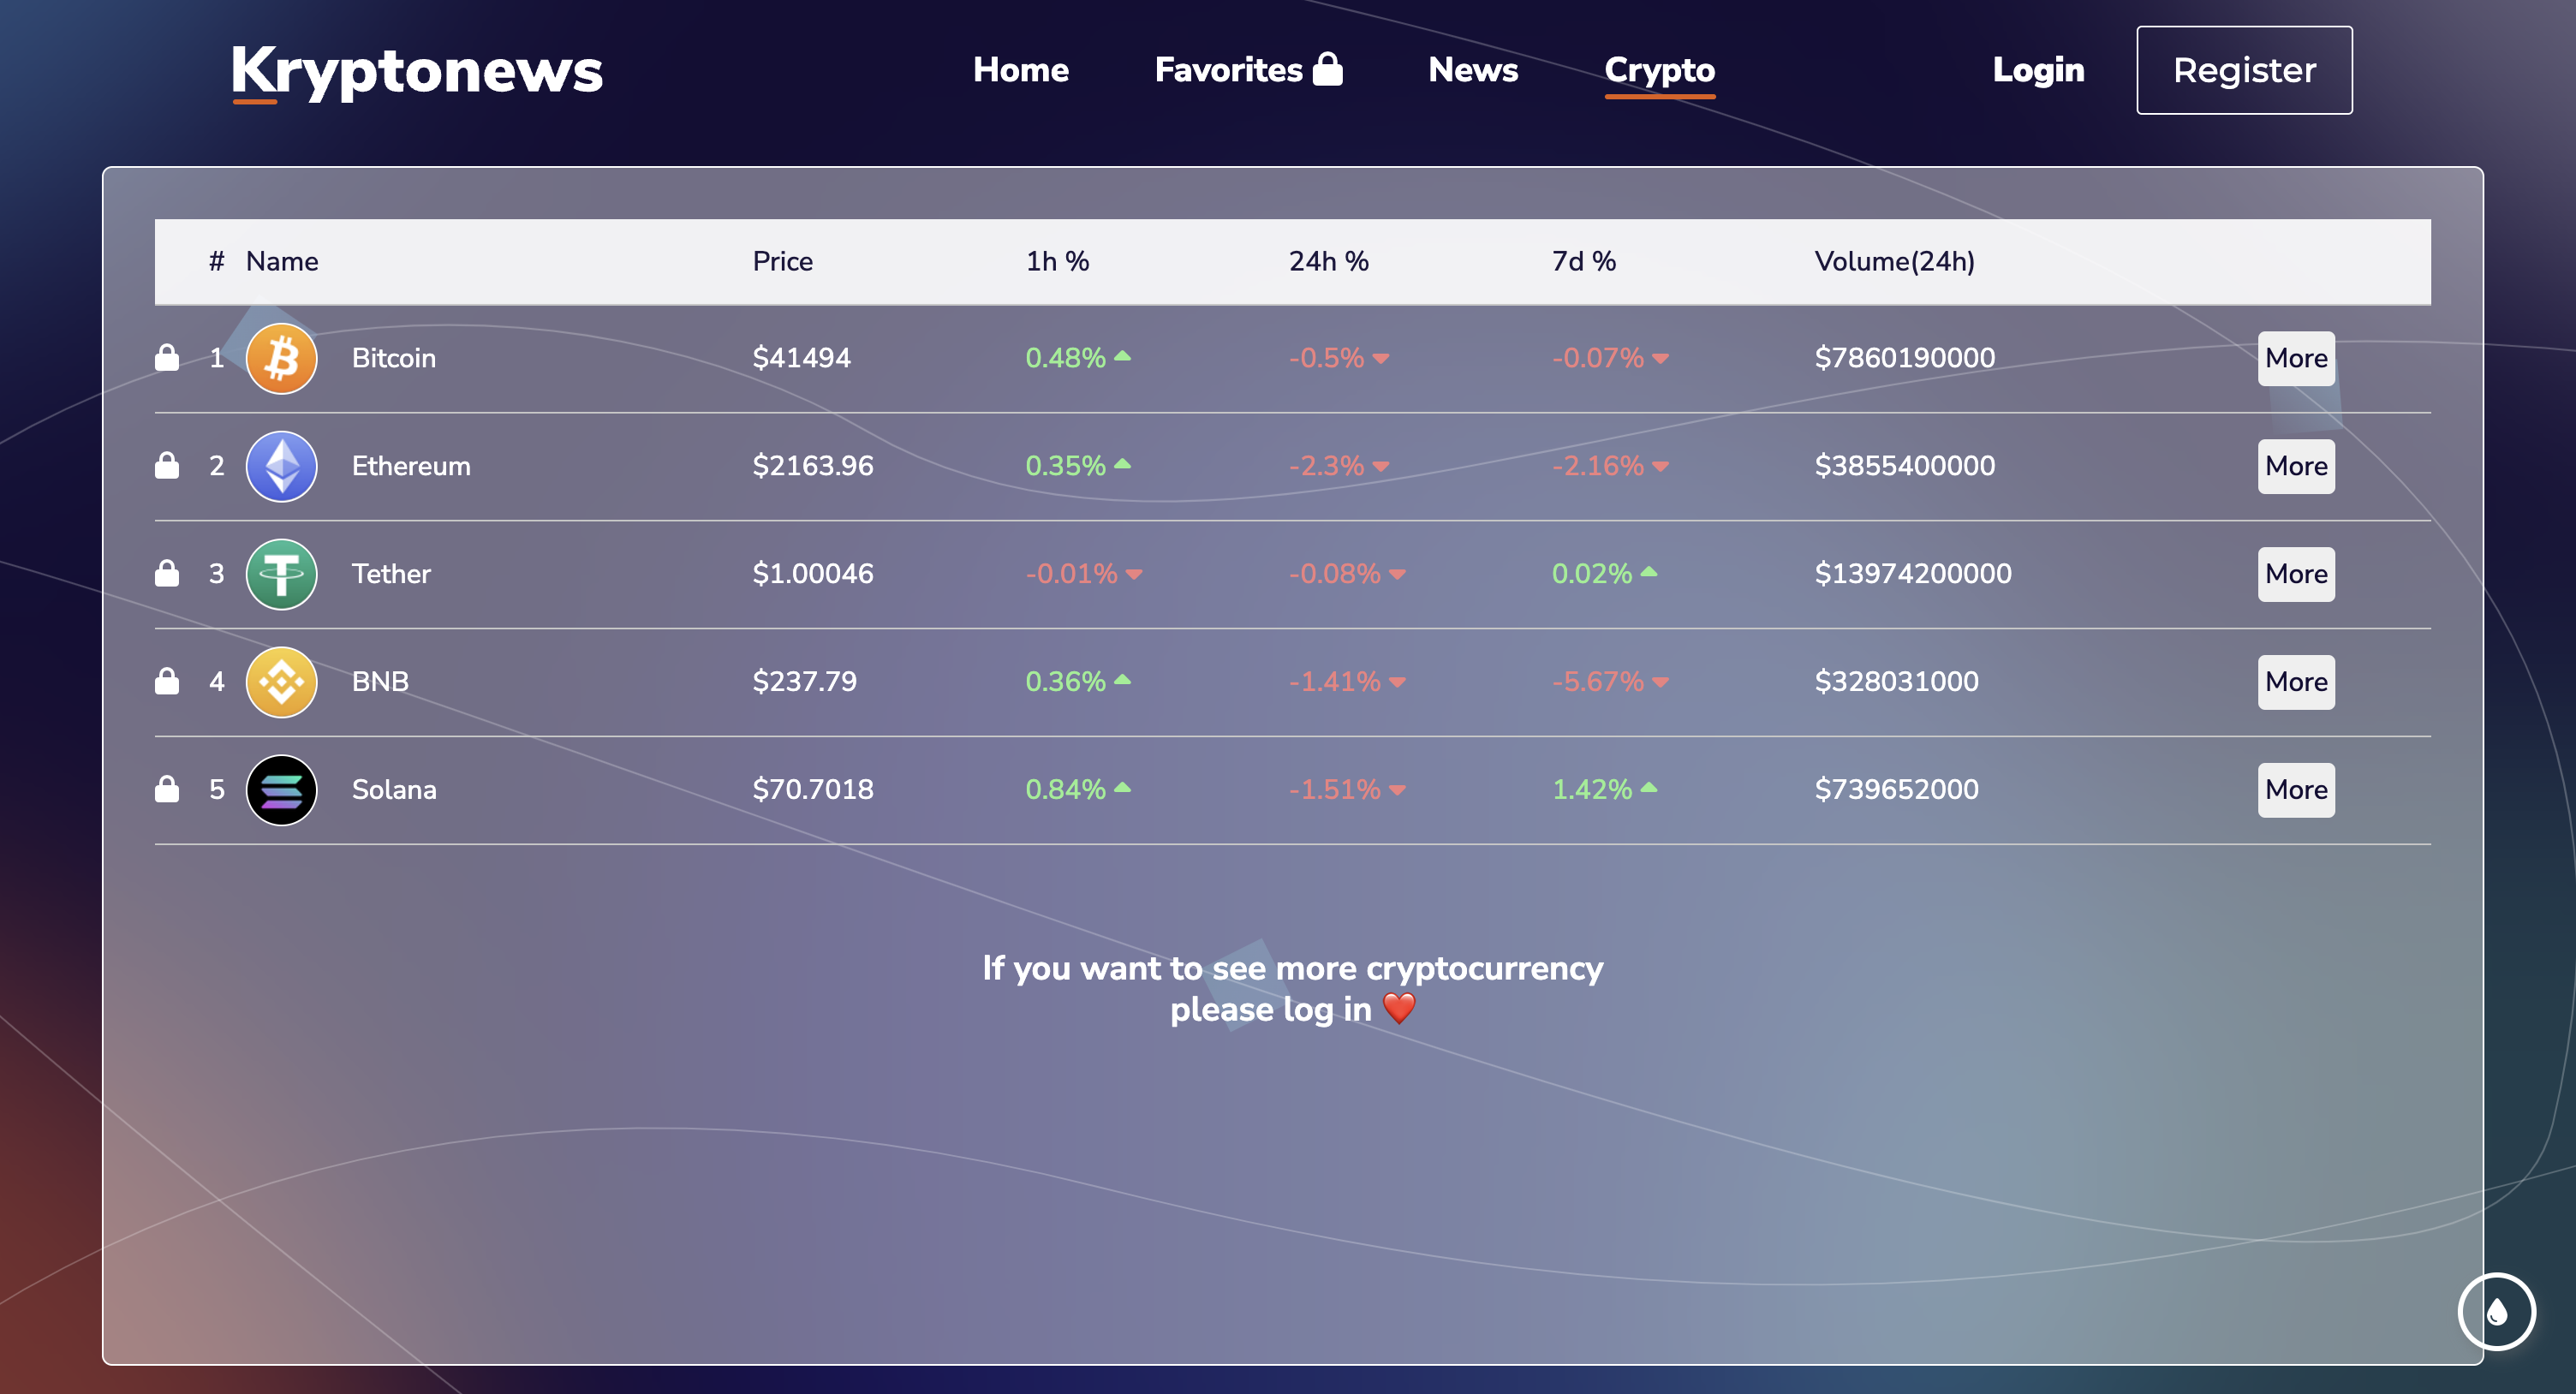 Kryptonews Home Favorites News Crypto Login Register
# Name Price 1h % 24h % 7d % Volume(24h)
1 Bitcoin $41494 0.48% -0.5% -0.07% $7860190000 More
2 Ethereum $2163.96 0.35% -2.3% -2.16% $3855400000 More
3 Tether $1.00046 -0.01% -0.08% 0.02% $13974200000 More
4 BNB $237.79 0.36% -1.41% -5.67% $328031000 More
5 Solana $70.7018 0.84% -1.51% 1.42% $739652000 More
If you want to see more cryptocurrency
please log in ❤️